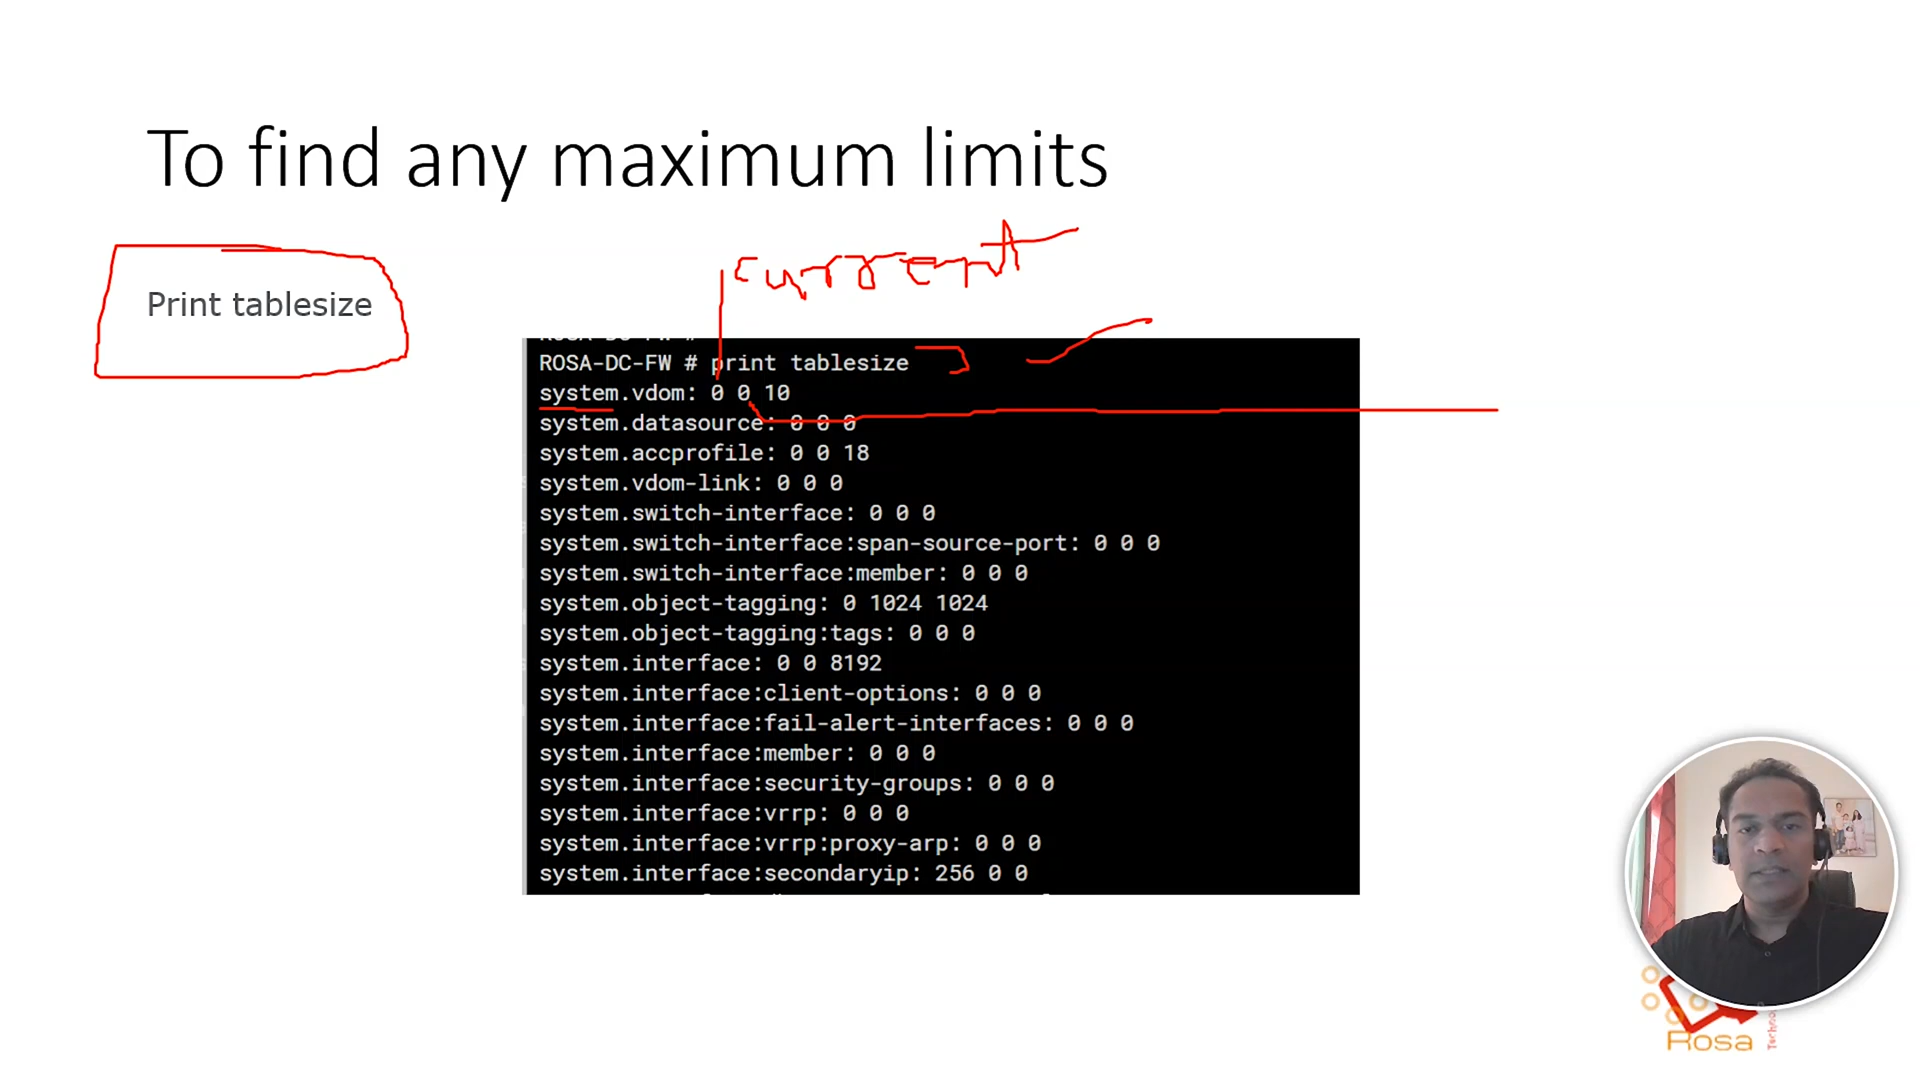 To find any maximum limits
current
Print tablesize
ROSA-DC-FW #
ROSA-DC-FW # print tablesize
system.vdom: 0 0 10
system.datasource: 0 0 0
system.accprofile: 0 0 18
system.vdom-link: 0 0 0
system.switch-interface: 0 0 0
system.switch-interface:span-source-port: 0 0 0
system.switch-interface:member: 0 0 0
system.object-tagging: 0 1024 1024
system.object-tagging:tags: 0 0 0
system.interface: 0 0 8192
system.interface:client-options: 0 0 0
system.interface:fail-alert-interfaces: 0 0 0
system.interface:member: 0 0 0
system.interface:security-groups: 0 0 0
system.interface:vrrp: 0 0 0
system.interface:vrrp:proxy-arp: 0 0 0
system.interface:secondaryip: 256 0 0
Rosa